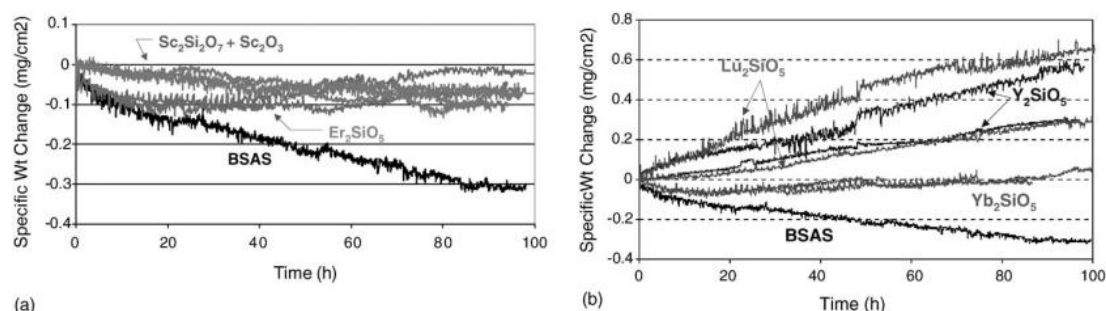 (a)
Specific Wt Change (mg/cm2)
0.1
0
-0.1
-0.2
-0.3
-0.4
Sc₂Si₂O₇ + Sc₂O₃
Er₂SiO₅
BSAS
0 20 40 60 80 100
Time (h)
(b)
SpecificWt Change (mg/cm2)
0.8
0.6
0.4
0.2
0
-0.2
-0.4
Lu₂SiO₅
Y₂SiO₅
Yb₂SiO₅
BSAS
0 20 40 60 80 100
Time (h)